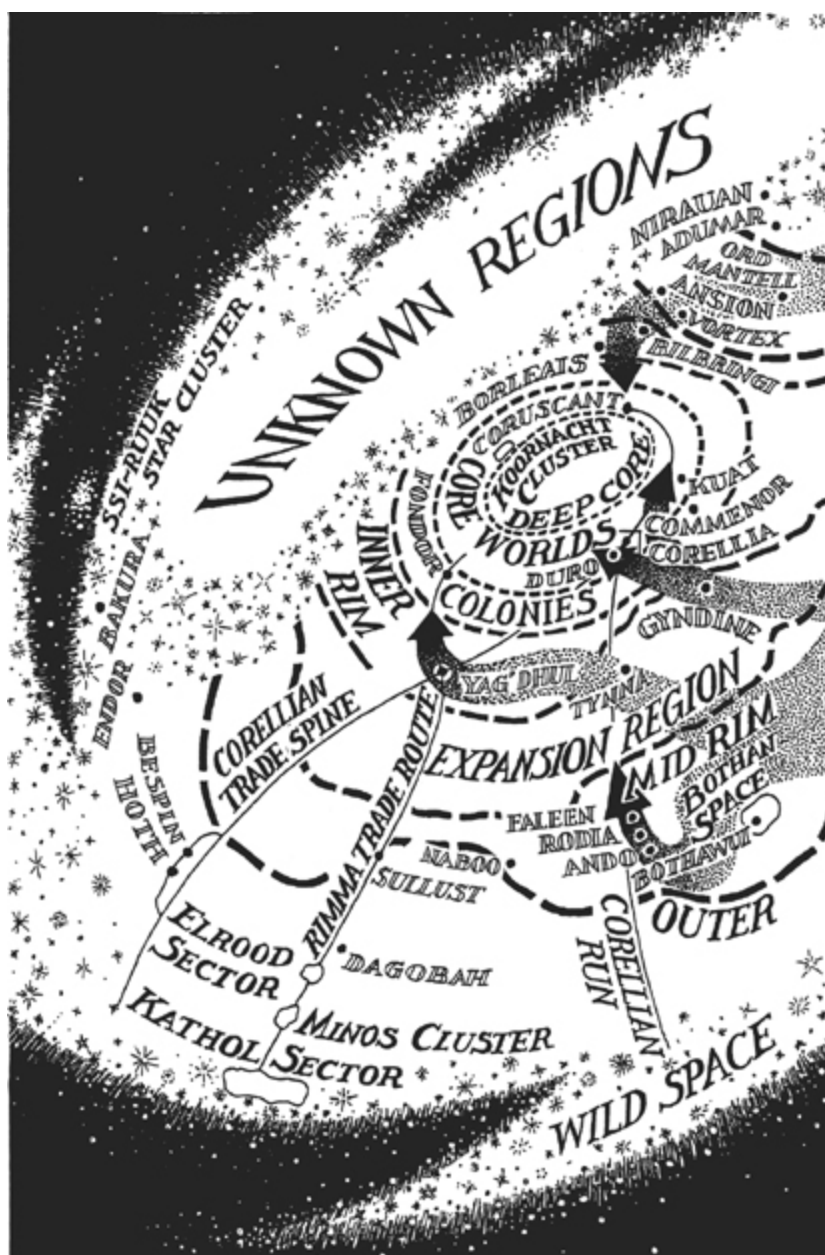 UNKNOWN REGIONS
NIRAUAN
ADUMAR
ORD
MANTELL
ANSION
VORTEX
BILBRINGI
SSI-RUUK
STAR CLUSTER
BORLEAIS
CORUSCANT
KOORNACHT
CLUSTER
DEEP CORE
CORE
WORLDS
KUAT
COMMENOR
CORELLIA
FONDOR
DURO
COLONIES
INNER
RIM
GYNDINE
BAKURA
ENDOR
YAG'DHUL
TYNNA
CORELLIAN
TRADE SPINE
EXPANSION REGION
MID RIM
BOTHAN
SPACE
BESPIN
HOTH
RIMMA TRADE ROUTE
FALEEN
RODIA
ANDO
BOTHAWUI
NABOO
SULLUST
OUTER
ELROOD
SECTOR
DAGOBAH
CORELLIAN
RUN
KATHOL
SECTOR
MINOS CLUSTER
WILD SPACE